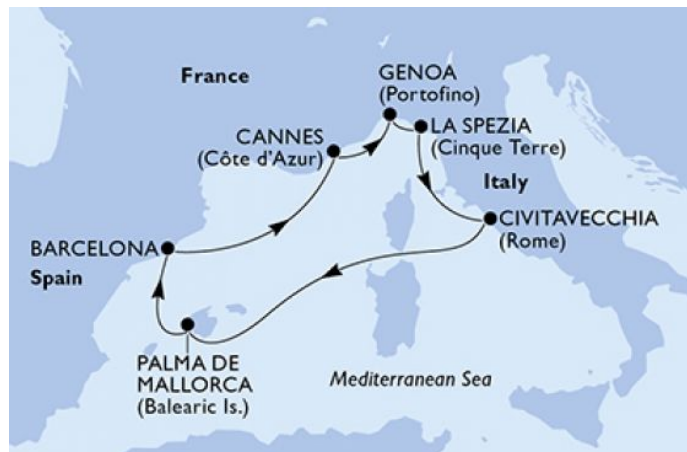 France
GENOA
(Portofino)
CANNES
(Côte d'Azur)
LA SPEZIA
(Cinque Terre)
Italy
CIVITAVECCHIA
(Rome)
BARCELONA
Spain
PALMA DE
MALLORCA
(Balearic Is.)
Mediterranean Sea